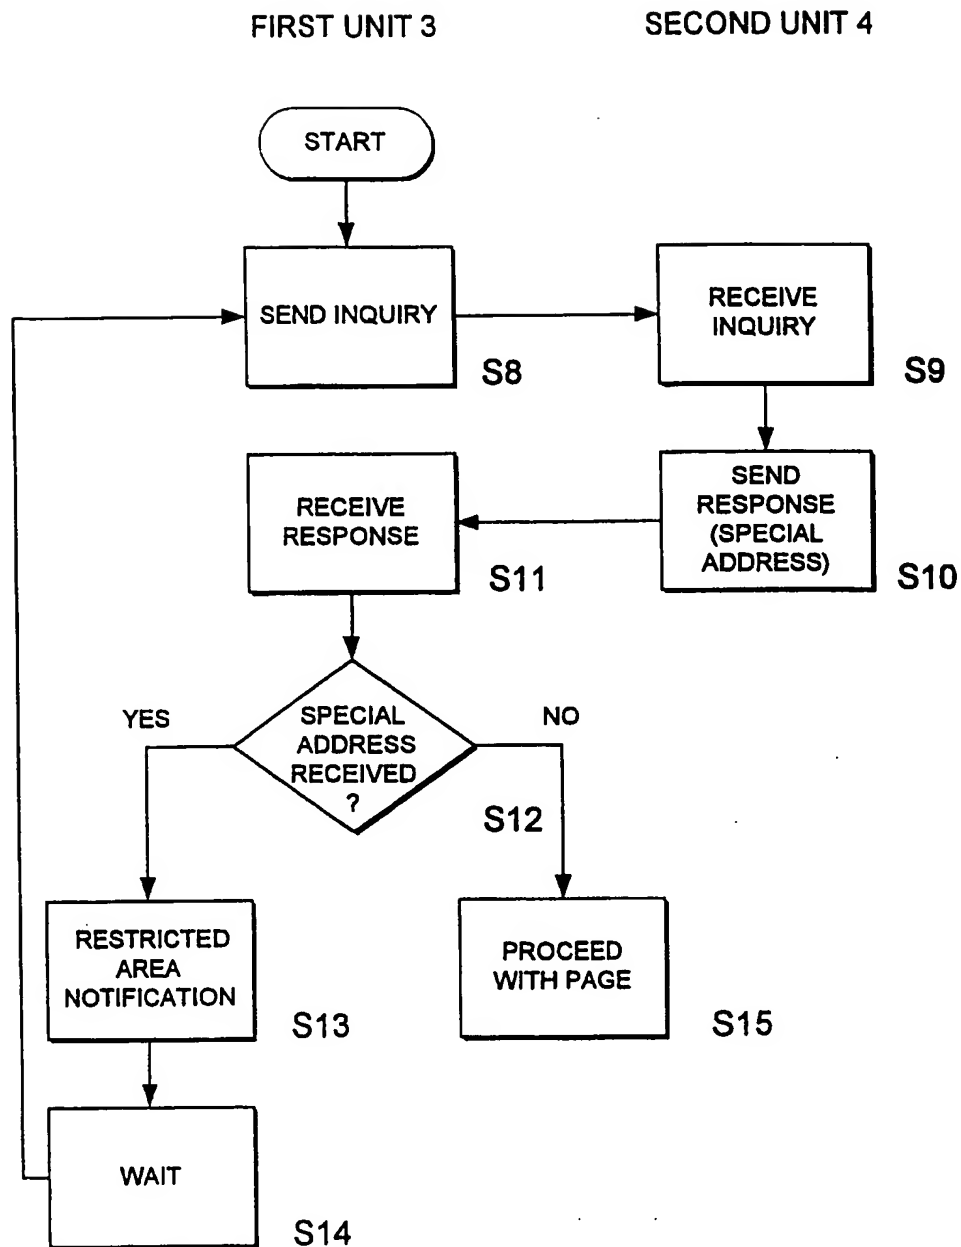 FIRST UNIT 3
SECOND UNIT 4
START
SEND INQUIRY
S8
RECEIVE
INQUIRY
S9
SEND
RESPONSE
(SPECIAL
ADDRESS)
S10
RECEIVE
RESPONSE
S11
SPECIAL
ADDRESS
RECEIVED
?
S12
YES
NO
RESTRICTED
AREA
NOTIFICATION
S13
PROCEED
WITH PAGE
S15
WAIT
S14